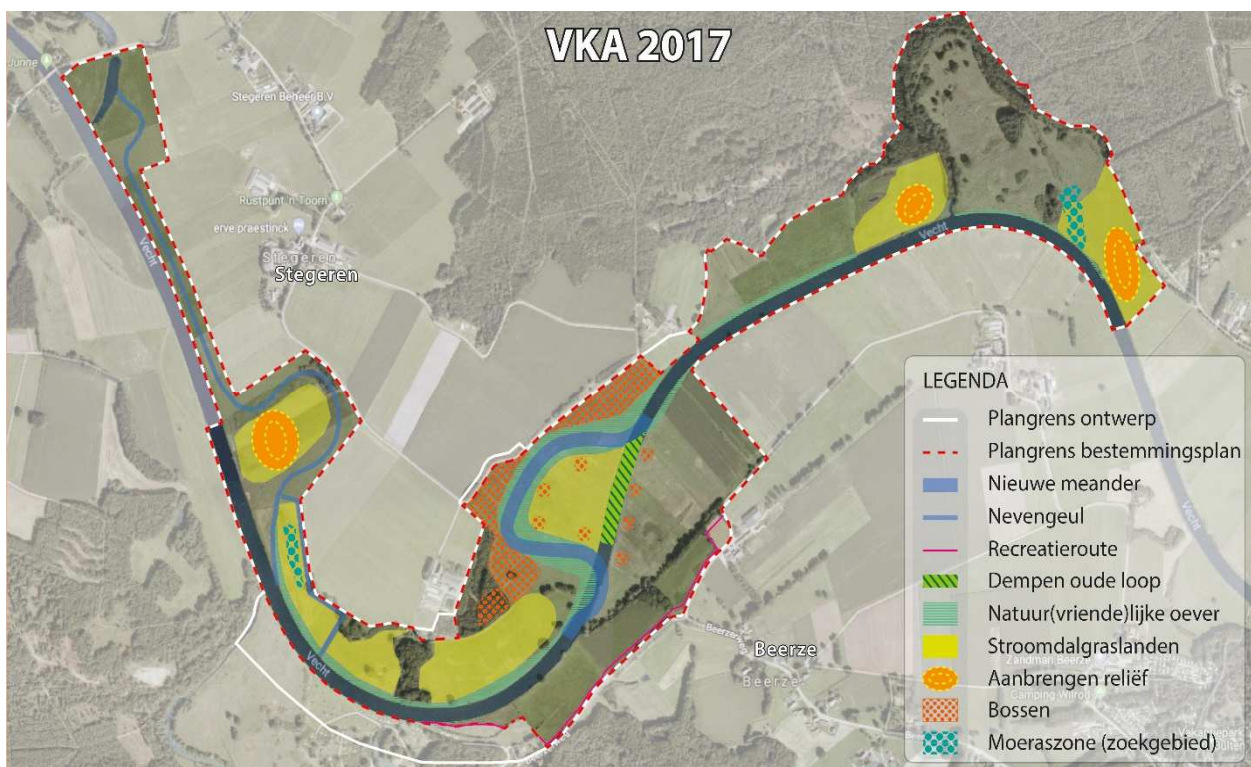 VKA 2017
Junne
Stegeren Beheer B.V
Rustpunt 'n Toorn
erve praestinck
Stegeren
Stegeren
Vecht
Vecht
Vecht
Vecht
Beerze
Beerze
Zandman Beerze
Camping Wilrod
LEGENDA
Plangrens ontwerp
Plangrens bestemmingsplan
Nieuwe meander
Nevengeul
Recreatieroute
Dempen oude loop
Natuur(vriende)lijke oever
Stroomdalgraslanden
Aanbrengen reliëf
Bossen
Moeraszone (zoekgebied)